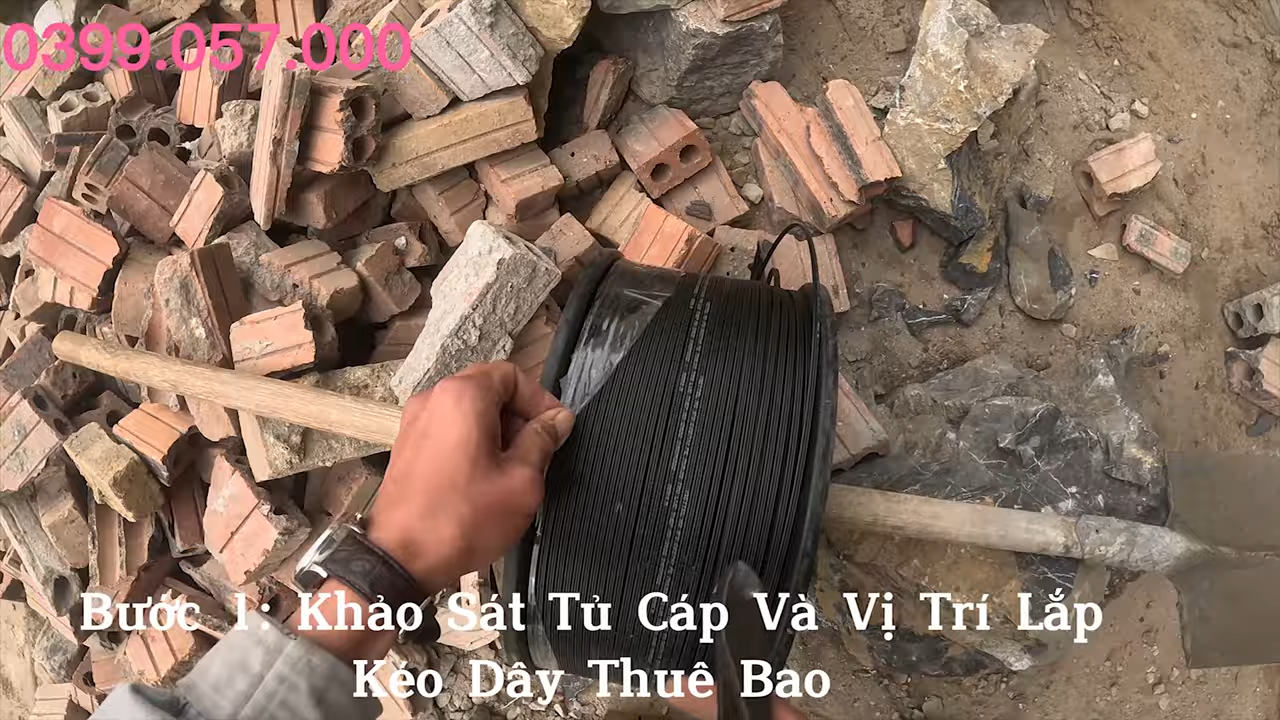 0399.057.000
Bước 1: Khảo Sát Tủ Cáp Và Vị Trí Lắp
Kéo Dây Thuê Bao